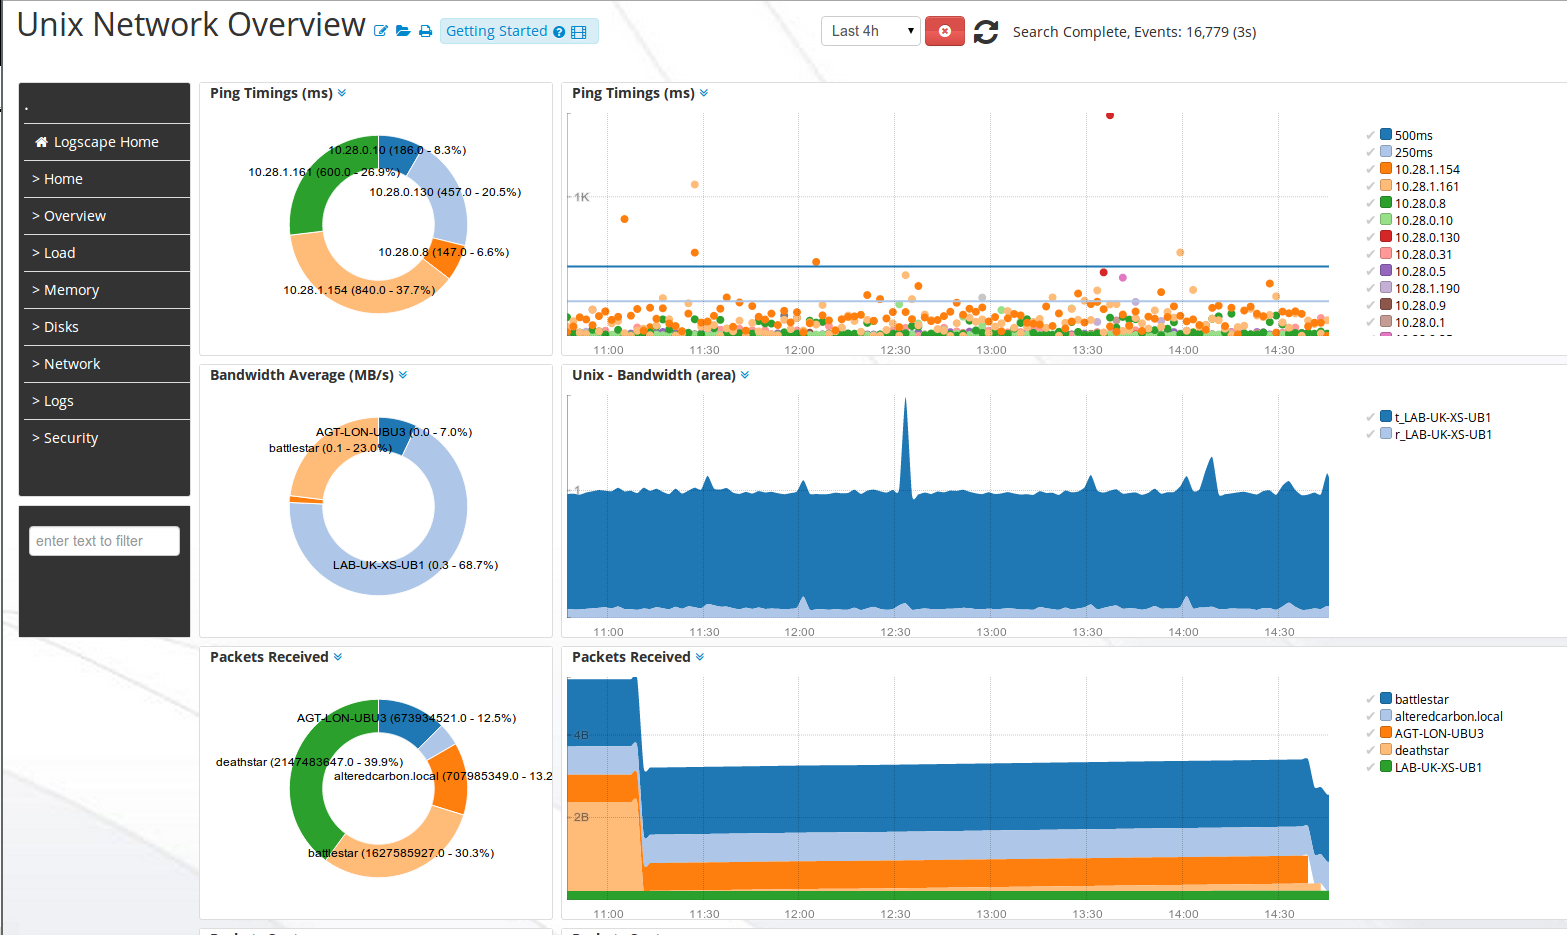 Unix Network Overview
Getting Started
Last 4h
Search Complete, Events: 16,779 (3s)
.
Logscape Home
> Home
> Overview
> Load
> Memory
> Disks
> Network
> Logs
> Security
enter text to filter
Ping Timings (ms)
10.28.0.10 (186.0 - 8.3%)
10.28.1.161 (600.0 - 26.9%)
10.28.0.130 (457.0 - 20.5%)
10.28.0.8 (147.0 - 6.6%)
10.28.1.154 (840.0 - 37.7%)
Ping Timings (ms)
1K
11:00 11:30 12:00 12:30 13:00 13:30 14:00 14:30
500ms
250ms
10.28.1.154
10.28.1.161
10.28.0.8
10.28.0.10
10.28.0.130
10.28.0.31
10.28.0.5
10.28.1.190
10.28.0.9
10.28.0.1
Bandwidth Average (MB/s)
AGT-LON-UBU3 (0.0 - 7.0%)
battlestar (0.1 - 23.0%)
LAB-UK-XS-UB1 (0.3 - 68.7%)
Unix - Bandwidth (area)
1
11:00 11:30 12:00 12:30 13:00 13:30 14:00 14:30
t_LAB-UK-XS-UB1
r_LAB-UK-XS-UB1
Packets Received
AGT-LON-UBU3 (673934521.0 - 12.5%)
deathstar (2147483647.0 - 39.9%)
alteredcarbon.local (707985349.0 - 13.2
battlestar (1627585927.0 - 30.3%)
Packets Received
4B
2B
11:00 11:30 12:00 12:30 13:00 13:30 14:00 14:30
battlestar
alteredcarbon.local
AGT-LON-UBU3
deathstar
LAB-UK-XS-UB1